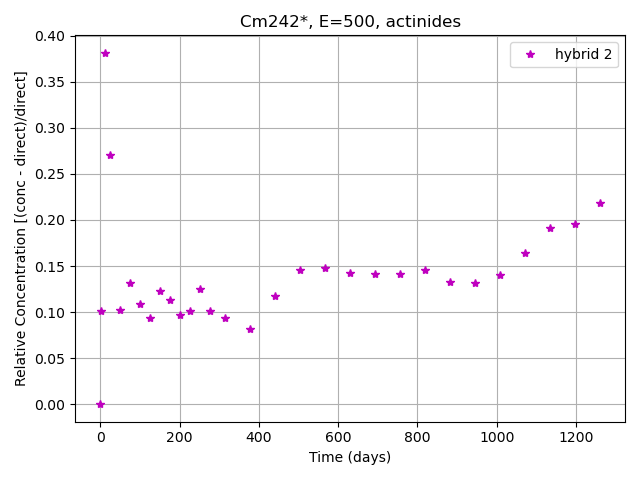 Cm242*, E=500, actinides
hybrid 2
Relative Concentration [(conc - direct)/direct]
0.40
0.35
0.30
0.25
0.20
0.15
0.10
0.05
0.00
0 200 400 600 800 1000 1200
Time (days)